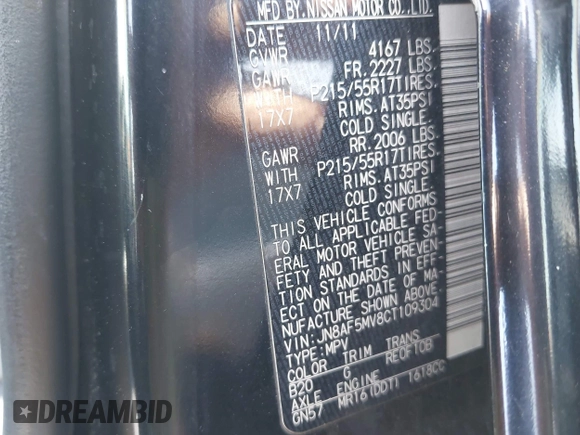 MFD BY NISSAN MOTOR CO.,LTD.
DATE 11/11
GVWR 4167 LBS.
GAWR FR. 2227 LBS.
WITH P215/55R17TIRES.
17X7 RIMS. AT35PSI
COLD SINGLE.
GAWR RR. 2006 LBS.
WITH P215/55R17TIRES.
17X7 RIMS. AT35PSI
COLD SINGLE.
THIS VEHICLE CONFORMS
TO ALL APPLICABLE FED-
ERAL MOTOR VEHICLE SA-
FETY AND THEFT PREVEN-
TION STANDARDS IN EFF-
ECT ON THE DATE OF MA-
NUFACTURE SHOWN ABOVE.
VIN: JN8AF5MV8CT109304
TYPE: MPV
COLOR TRIM TRANS
B20 G RE0F10B
AXLE ENGINE
GN57 MR16(DDT) 1618CC
DREAMBID